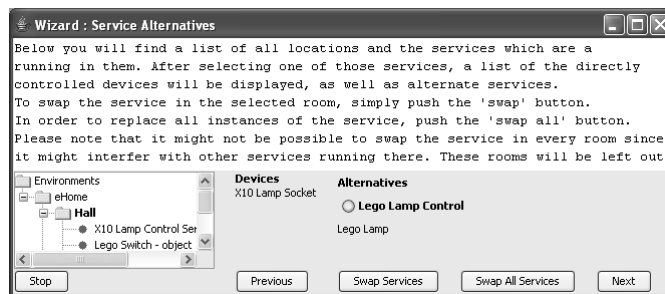 Wizard : Service Alternatives
Below you will find a list of all locations and the services which are a
running in them. After selecting one of those services, a list of the directly
controlled devices will be displayed, as well as alternate services.
To swap the service in the selected room, simply push the 'swap' button.
In order to replace all instances of the service, push the 'swap all' button.
Please note that it might not be possible to swap the service in every room since
it might interfer with other services running there. These rooms will be left out
Environments
eHome
Hall
X10 Lamp Control Ser
Lego Switch - object
Devices
X10 Lamp Socket
Alternatives
Lego Lamp Control
Lego Lamp
Stop
Previous
Swap Services
Swap All Services
Next